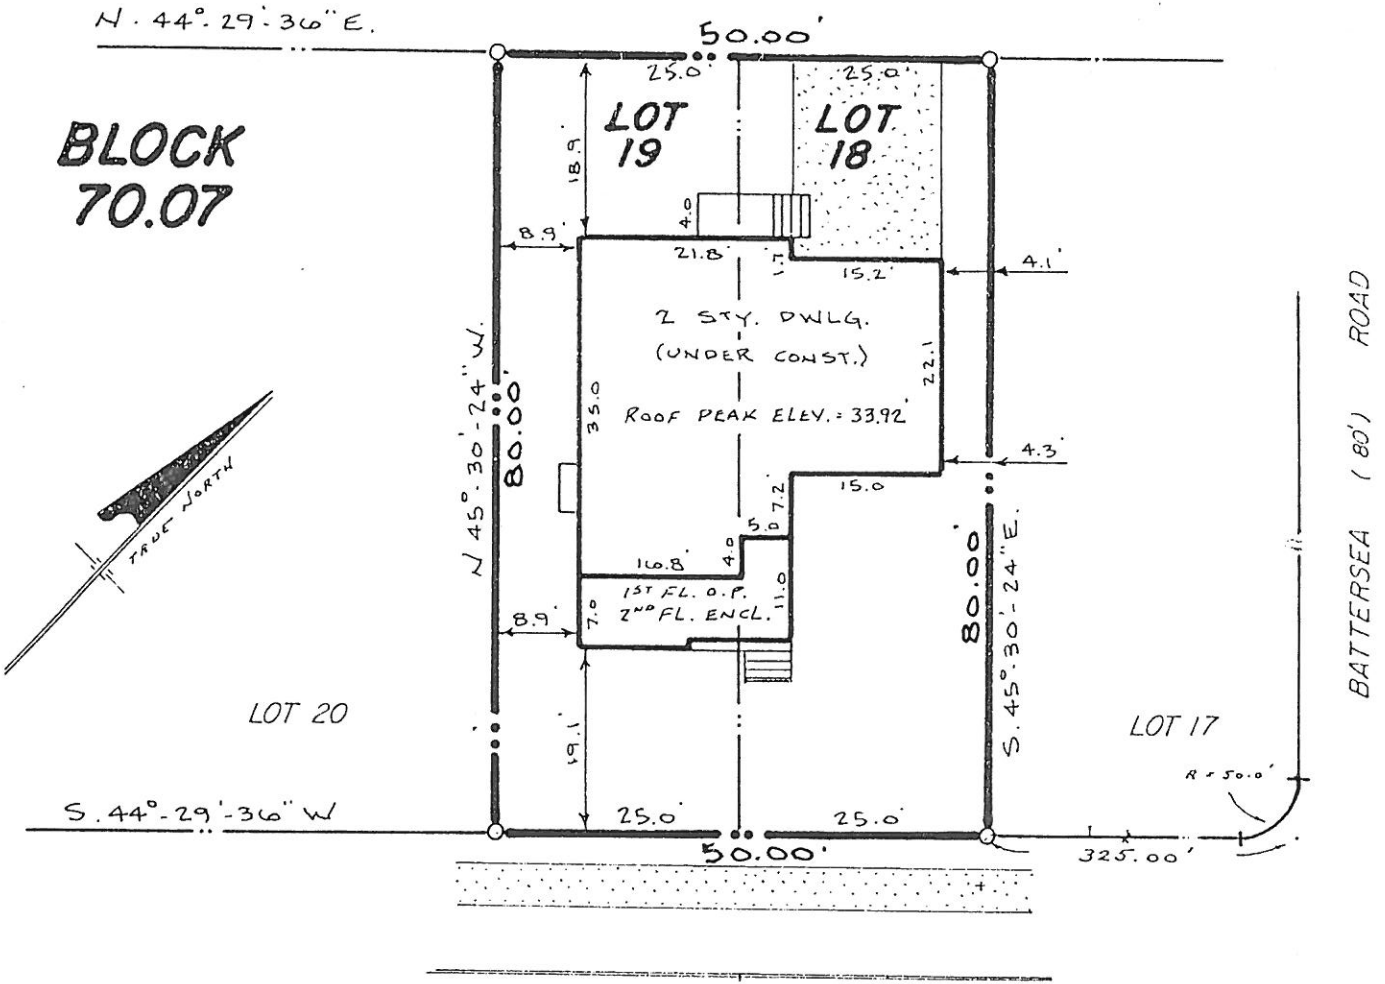 N. 44°-29'-36" E.
50.00'
25.0'
25.0'
BLOCK
70.07
LOT
19
LOT
18
18.9'
4.0
8.9'
21.8'
1.7
15.2'
4.1'
2 STY. DWLG.
(UNDER CONST.)
ROOF PEAK ELEV. = 33.92'
35.0
22.1
N 45°-30'-24" W.
80.00'
TRUE NORTH
4.3'
15.0
7.2'
5.0
4.0
16.8'
1ST FL. O.P.
2ND FL. ENCL.
11.0
7.0
8.9'
80.00'
S. 45°-30'-24" E.
BATTERSEA (80') ROAD
LOT 20
LOT 17
19.1'
R = 50.0'
S. 44°-29'-36" W
25.0'
25.0'
50.00'
325.00'